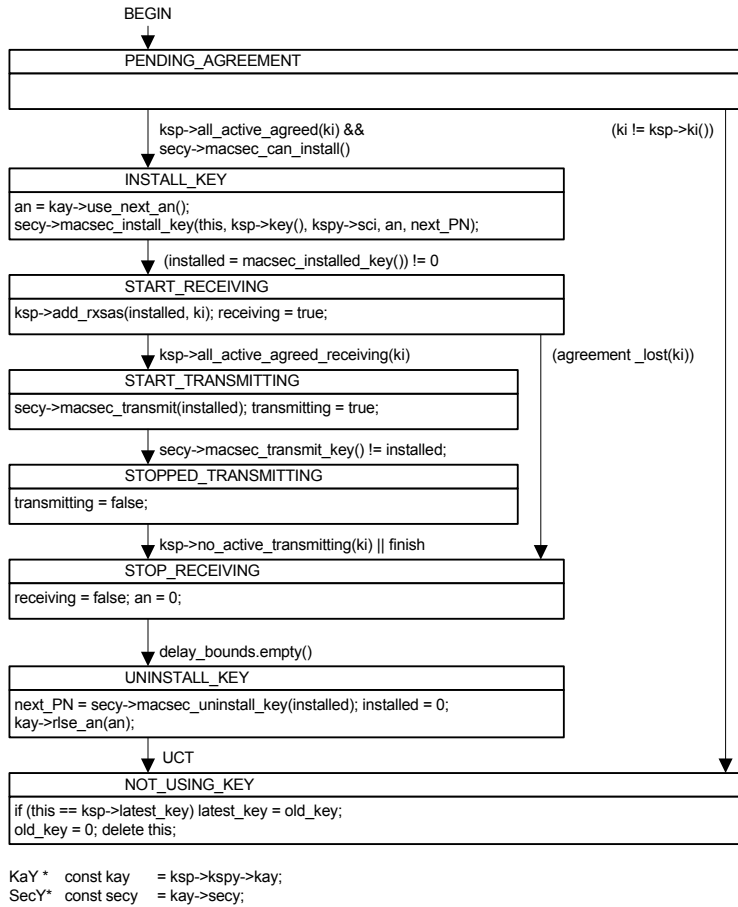 BEGIN
PENDING_AGREEMENT
ksp->all_active_agreed(ki) &&
secy->macsec_can_install()
(ki != ksp->ki())
INSTALL_KEY
an = kay->use_next_an();
secy->macsec_install_key(this, ksp->key(), kspy->sci, an, next_PN);
(installed = macsec_installed_key()) != 0
START_RECEIVING
ksp->add_rxsas(installed, ki); receiving = true;
ksp->all_active_agreed_receiving(ki)
(agreement _lost(ki))
START_TRANSMITTING
secy->macsec_transmit(installed); transmitting = true;
secy->macsec_transmit_key() != installed;
STOPPED_TRANSMITTING
transmitting = false;
ksp->no_active_transmitting(ki) || finish
STOP_RECEIVING
receiving = false; an = 0;
delay_bounds.empty()
UNINSTALL_KEY
next_PN = secy->macsec_uninstall_key(installed); installed = 0;
kay->rlse_an(an);
UCT
NOT_USING_KEY
if (this == ksp->latest_key) latest_key = old_key;
old_key = 0; delete this;
KaY * const kay = ksp->kspy->kay;
SecY* const secy = kay->secy;